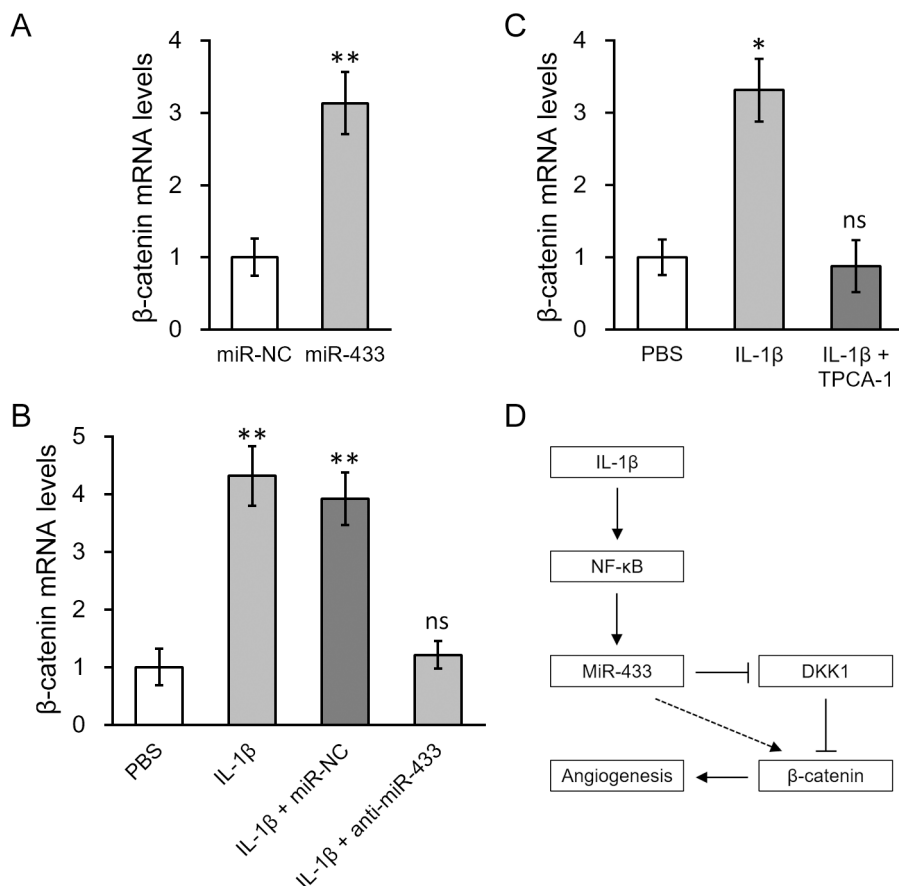 A
β-catenin mRNA levels
4
3
2
1
0
**
miR-NC miR-433
B
β-catenin mRNA levels
5
4
3
2
1
0
**
**
ns
PBS
IL-1β
IL-1β + miR-NC
IL-1β + anti-miR-433
C
β-catenin mRNA levels
4
3
2
1
0
*
ns
PBS IL-1β IL-1β +
TPCA-1
D
IL-1β
NF-κB
MiR-433 DKK1
Angiogenesis β-catenin